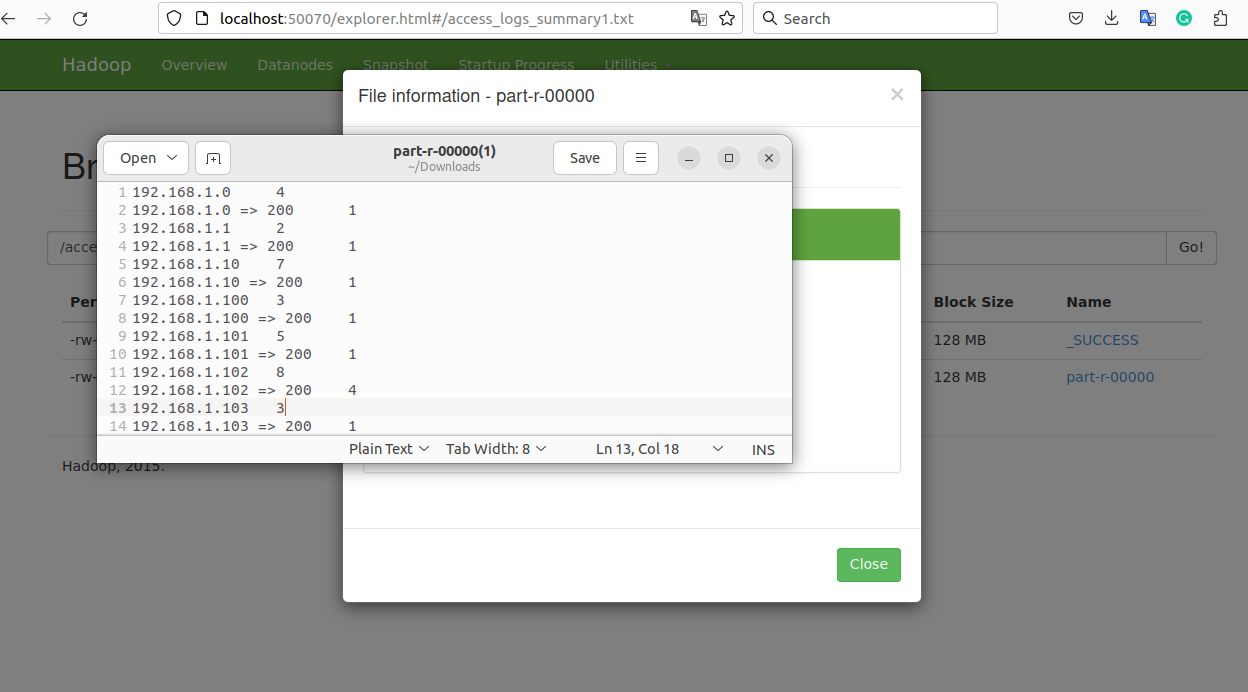 localhost:50070/explorer.html#/access_logs_summary1.txt
Search
Hadoop Overview Datanodes Snapshot Startup Progress Utilities
File information - part-r-00000
×
Open
part-r-00000(1)
~/Downloads
Save
1 192.168.1.0 4
2 192.168.1.0 => 200 1
3 192.168.1.1 2
4 192.168.1.1 => 200 1
5 192.168.1.10 7
6 192.168.1.10 => 200 1
7 192.168.1.100 3
8 192.168.1.100 => 200 1
9 192.168.1.101 5
10 192.168.1.101 => 200 1
11 192.168.1.102 8
12 192.168.1.102 => 200 4
13 192.168.1.103 3
14 192.168.1.103 => 200 1
Plain Text Tab Width: 8 Ln 13, Col 18 INS
Br
/acce
Go!
Per
Block Size Name
-rw-
128 MB _SUCCESS
-rw-
128 MB part-r-00000
Hadoop, 2015.
Close